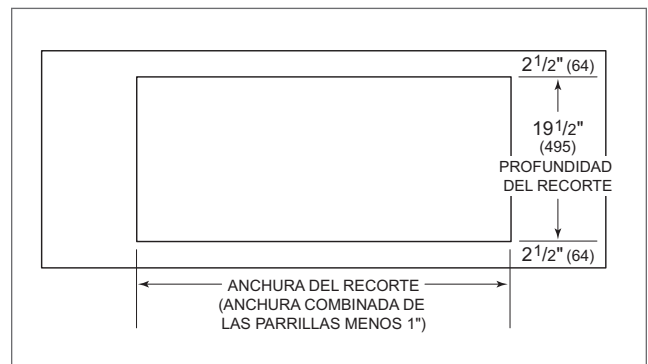 2 1/2" (64)
19 1/2"
(495)
PROFUNDIDAD
DEL RECORTE
2 1/2" (64)
ANCHURA DEL RECORTE
(ANCHURA COMBINADA DE
LAS PARRILLAS MENOS 1")